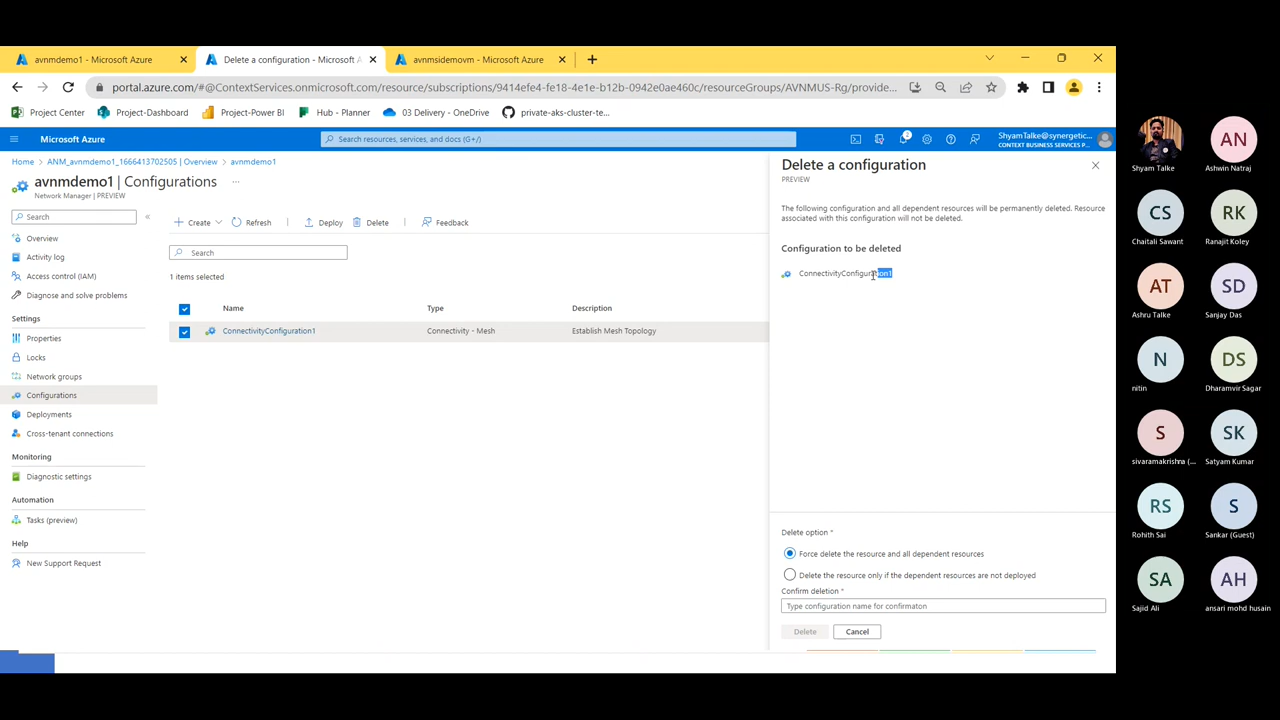 avnmdemo1 - Microsoft Azure
Delete a configuration - Microsoft A
avnmsidemovm - Microsoft Azure
portal.azure.com/#@ContextServices.onmicrosoft.com/resource/subscriptions/9414efe4-fe18-4e1e-b12b-0942e0ae460c/resourceGroups/AVNMUS-Rg/provide...
Project Center
Project-Dashboard
Project-Power BI
Hub - Planner
03 Delivery - OneDrive
private-aks-cluster-te...
Microsoft Azure
Search resources, services, and docs (G+/)
ShyamTalke@synergetic...
CONTEXT BUSINESS SERVICES P...
Home > ANM_avnmdemo1_1666413702505 | Overview > avnmdemo1
avnmdemo1 | Configurations ...
Network Manager | PREVIEW
Search
«
Overview
Activity log
Access control (IAM)
Diagnose and solve problems
Settings
Properties
Locks
Network groups
Configurations
Deployments
Cross-tenant connections
Monitoring
Diagnostic settings
Automation
Tasks (preview)
Help
New Support Request
Create
Refresh
Deploy
Delete
Feedback
Search
1 items selected
Name Type Description
ConnectivityConfiguration1 Connectivity - Mesh Establish Mesh Topology
Delete a configuration
PREVIEW
The following configuration and all dependent resources will be permanently deleted. Resource
associated with this configuration will not be deleted.
Configuration to be deleted
ConnectivityConfiguration1
Delete option *
Force delete the resource and all dependent resources
Delete the resource only if the dependent resources are not deployed
Confirm deletion *
Type configuration name for confirmaton
Delete Cancel
Shyam Talke
AN
Ashwin Natraj
CS
Chaitali Sawant
RK
Ranajit Koley
AT
Ashru Talke
SD
Sanjay Das
N
nitin
DS
Dharamvir Sagar
S
sivaramakrishna (...
SK
Satyam Kumar
RS
Rohith Sai
S
Sankar (Guest)
SA
Sajid Ali
AH
ansari mohd husain